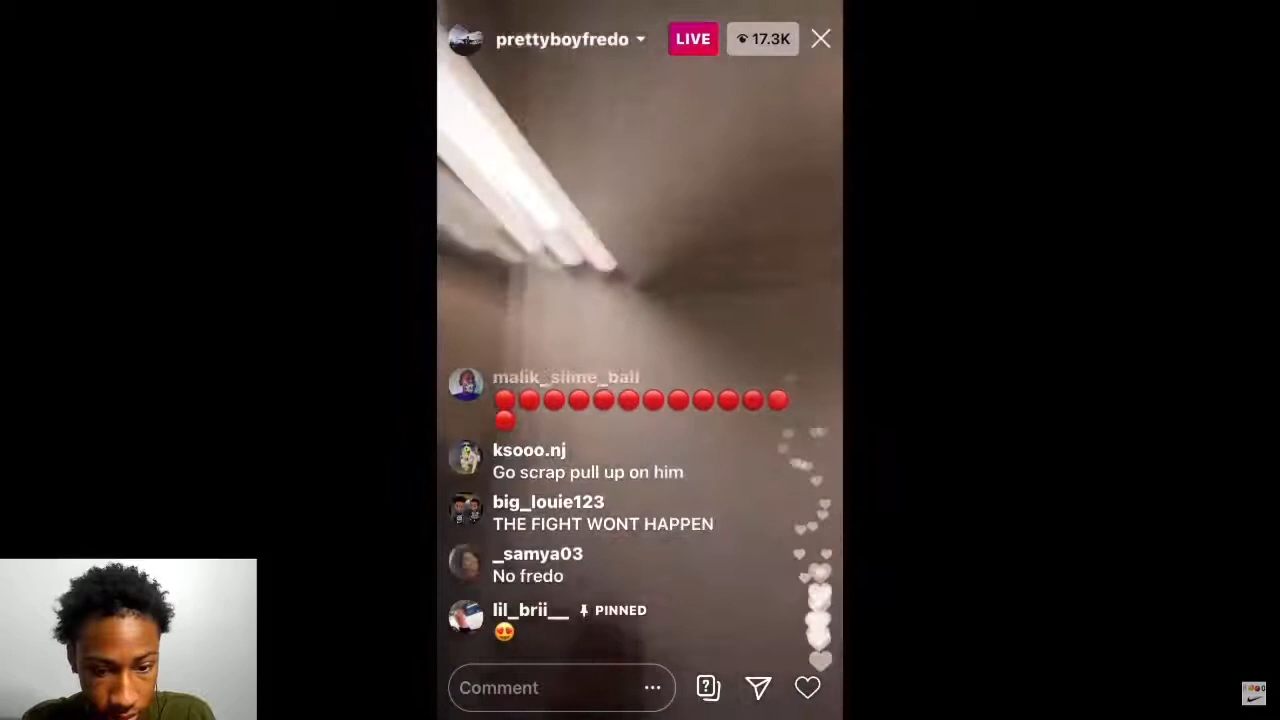 prettyboyfredo
LIVE
17.3K
malik_slime_ball
ksooo.nj
Go scrap pull up on him
big_louie123
THE FIGHT WONT HAPPEN
_samya03
No fredo
lil_brii__ PINNED
Comment